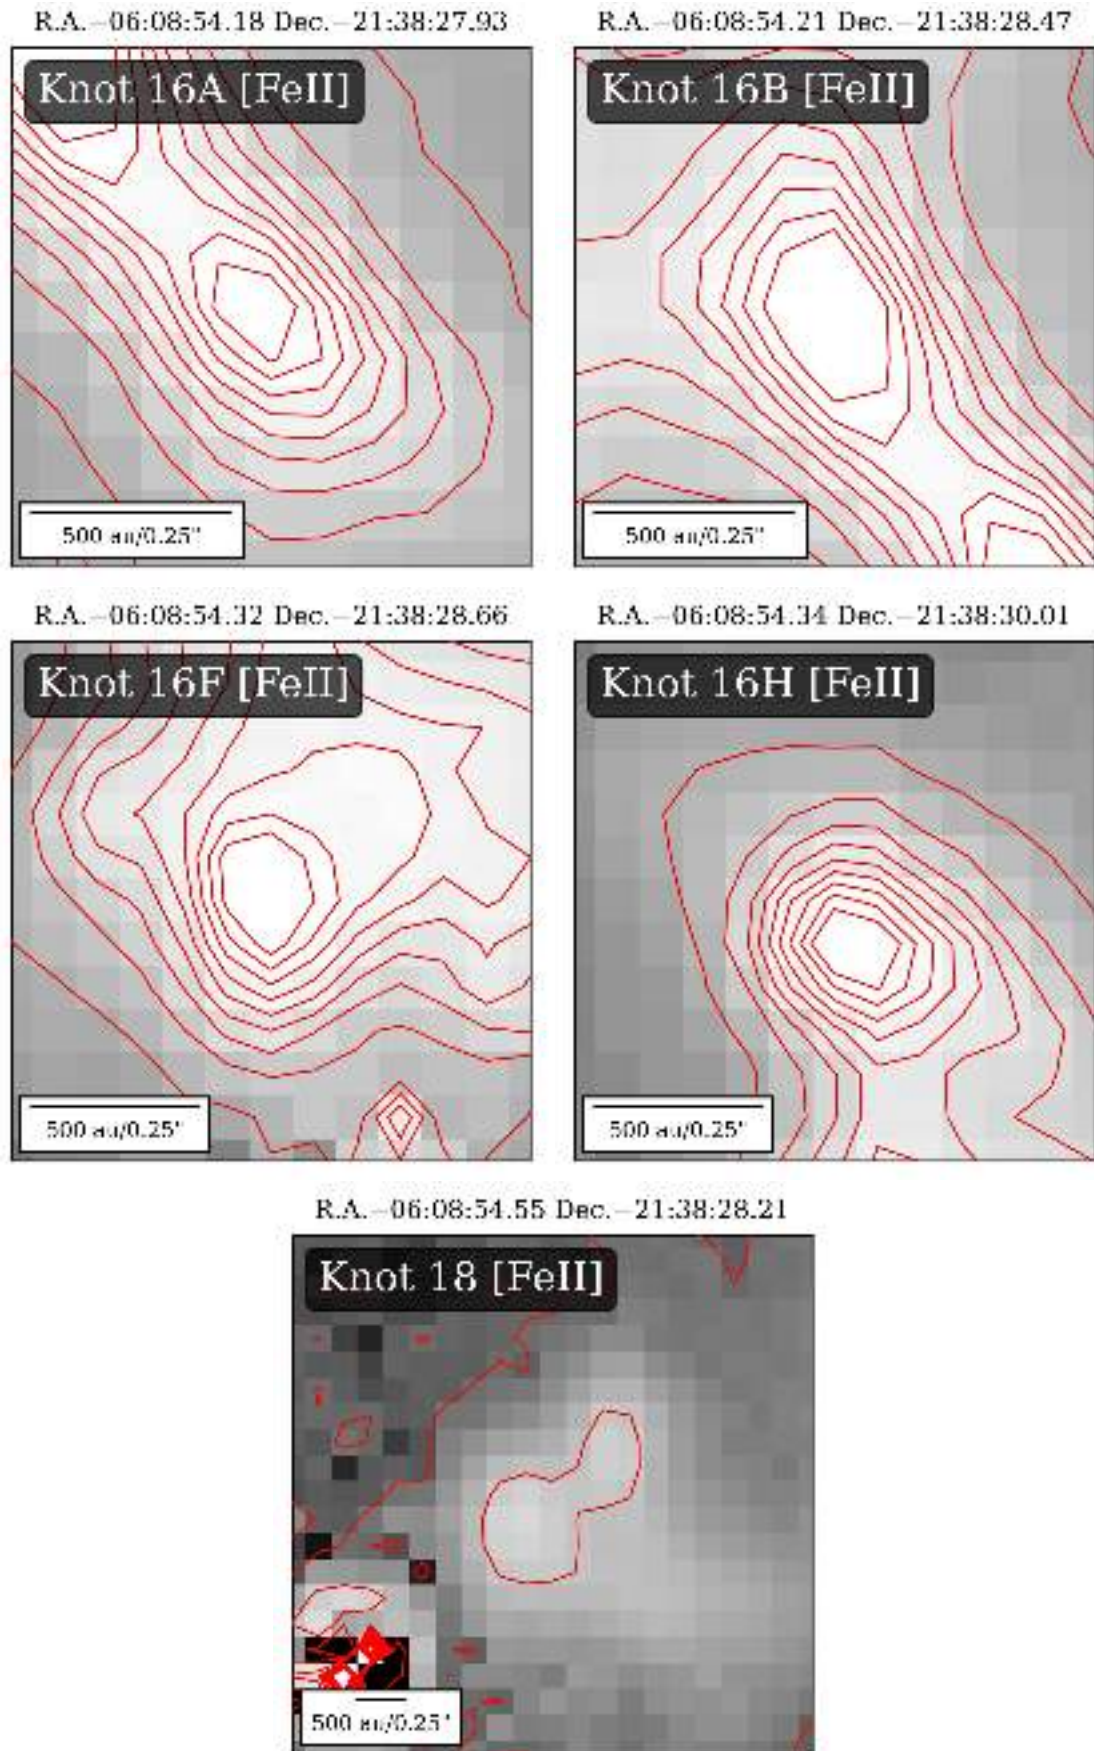 R.A.=06:08:54.18 Dec.=21:38:27.93
R.A.=06:08:54.21 Dec.=21:38:28.47
Knot 16A [FeII]
Knot 16B [FeII]
500 au/0.25"
500 au/0.25"
R.A.=06:08:54.32 Dec.=21:38:28.66
R.A.=06:08:54.34 Dec.=21:38:30.01
Knot 16F [FeII]
Knot 16H [FeII]
500 au/0.25"
500 au/0.25"
R.A.=06:08:54.55 Dec.=21:38:28.21
Knot 18 [FeII]
500 au/0.25"